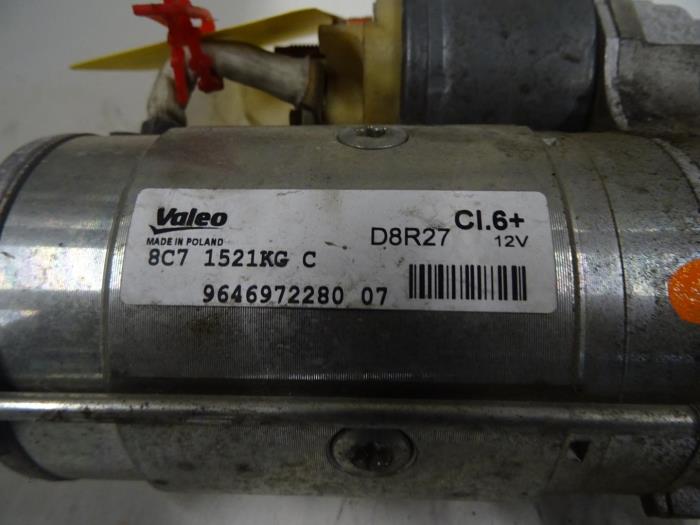 Valeo
MADE IN POLAND
D8R27
Cl.6+
12V
8C7 1521KG C
9646972280 07